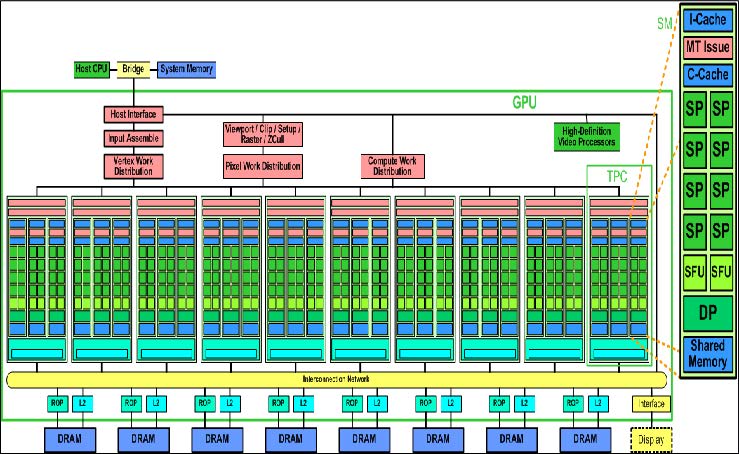 SM
I-Cache
MT Issue
C-Cache
SP SP
SP SP
SP SP
SP SP
SFU SFU
DP
Shared
Memory
Host CPU Bridge System Memory
GPU
Host Interface
Input Assemble
Vertex Work
Distribution
Viewport / Clip / Setup /
Raster / ZCull
Pixel Work Distribution
Compute Work
Distribution
High-Definition
Video Processors
TPC
Interconnection Network
ROP L2 ROP L2 ROP L2 ROP L2 ROP L2 ROP L2 ROP L2 ROP L2 Interface
DRAM DRAM DRAM DRAM DRAM DRAM DRAM DRAM Display